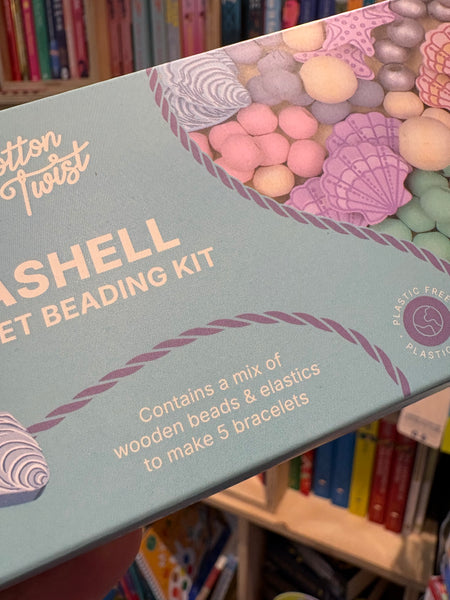 otton
Twist
ASHELL
ET BEADING KIT
PLASTIC FREE
PLASTIC
Contains a mix of
wooden beads & elastics
to make 5 bracelets